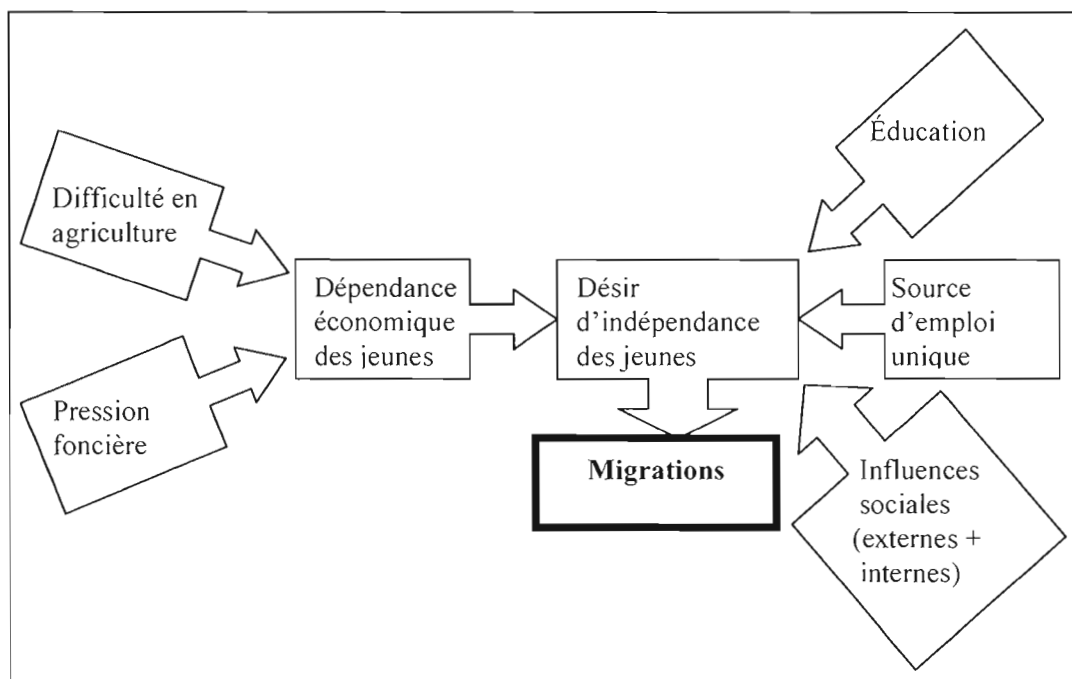 Éducation
Difficulté en
agriculture
Dépendance
économique
des jeunes
Désir
d'indépendance
des jeunes
Source
d'emploi
unique
Pression
foncière
Migrations
Influences
sociales
(externes +
internes)